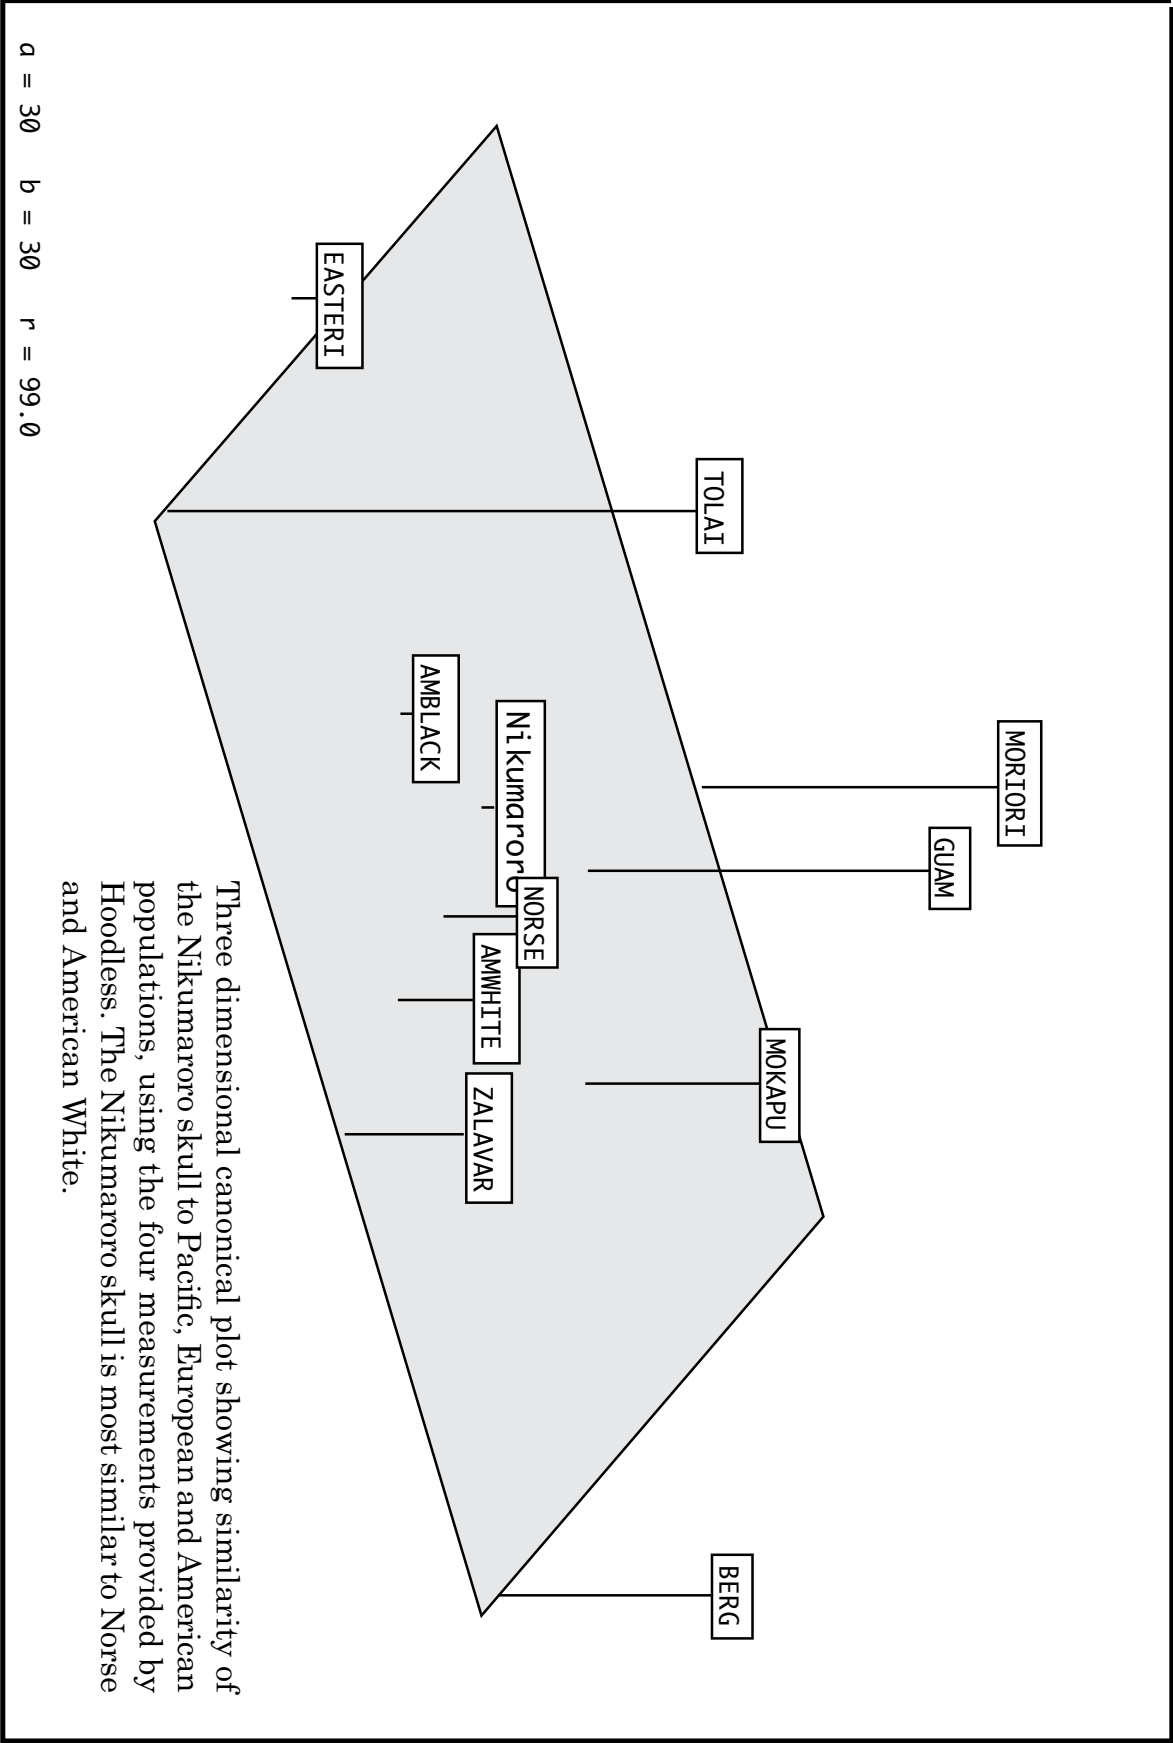 MORIORI
GUAM
MOKAPU
TOLAI
BERG
Nikumaroro
NORSE
AMWHITE
ZALAVAR
AMBLACK
EASTERI
Three dimensional canonical plot showing similarity of
the Nikumaroro skull to Pacific, European and American
populations, using the four measurements provided by
Hoodless. The Nikumaroro skull is most similar to Norse
and American White.
a = 30 b = 30 r = 99.0